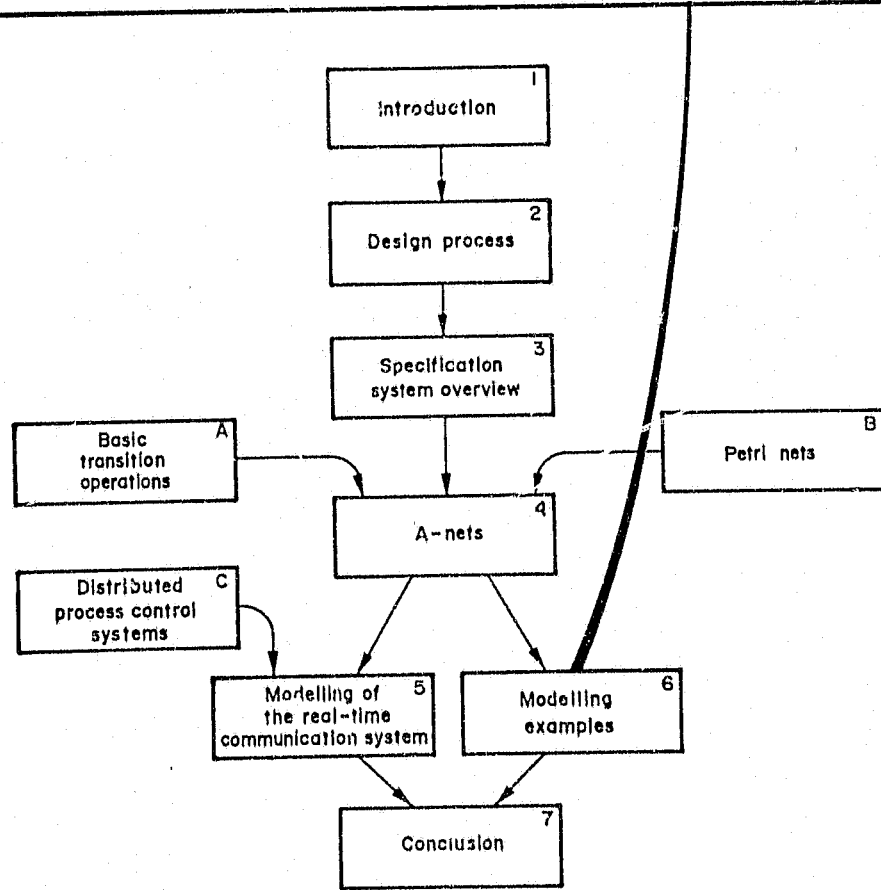 1
Introduction
2
Design process
3
Specification
system overview
A
Basic
transition
operations
B
Petri nets
4
A-nets
C
Distributed
process control
systems
5
Modelling of
the real-time
communication system
6
Modelling
examples
7
Conclusion